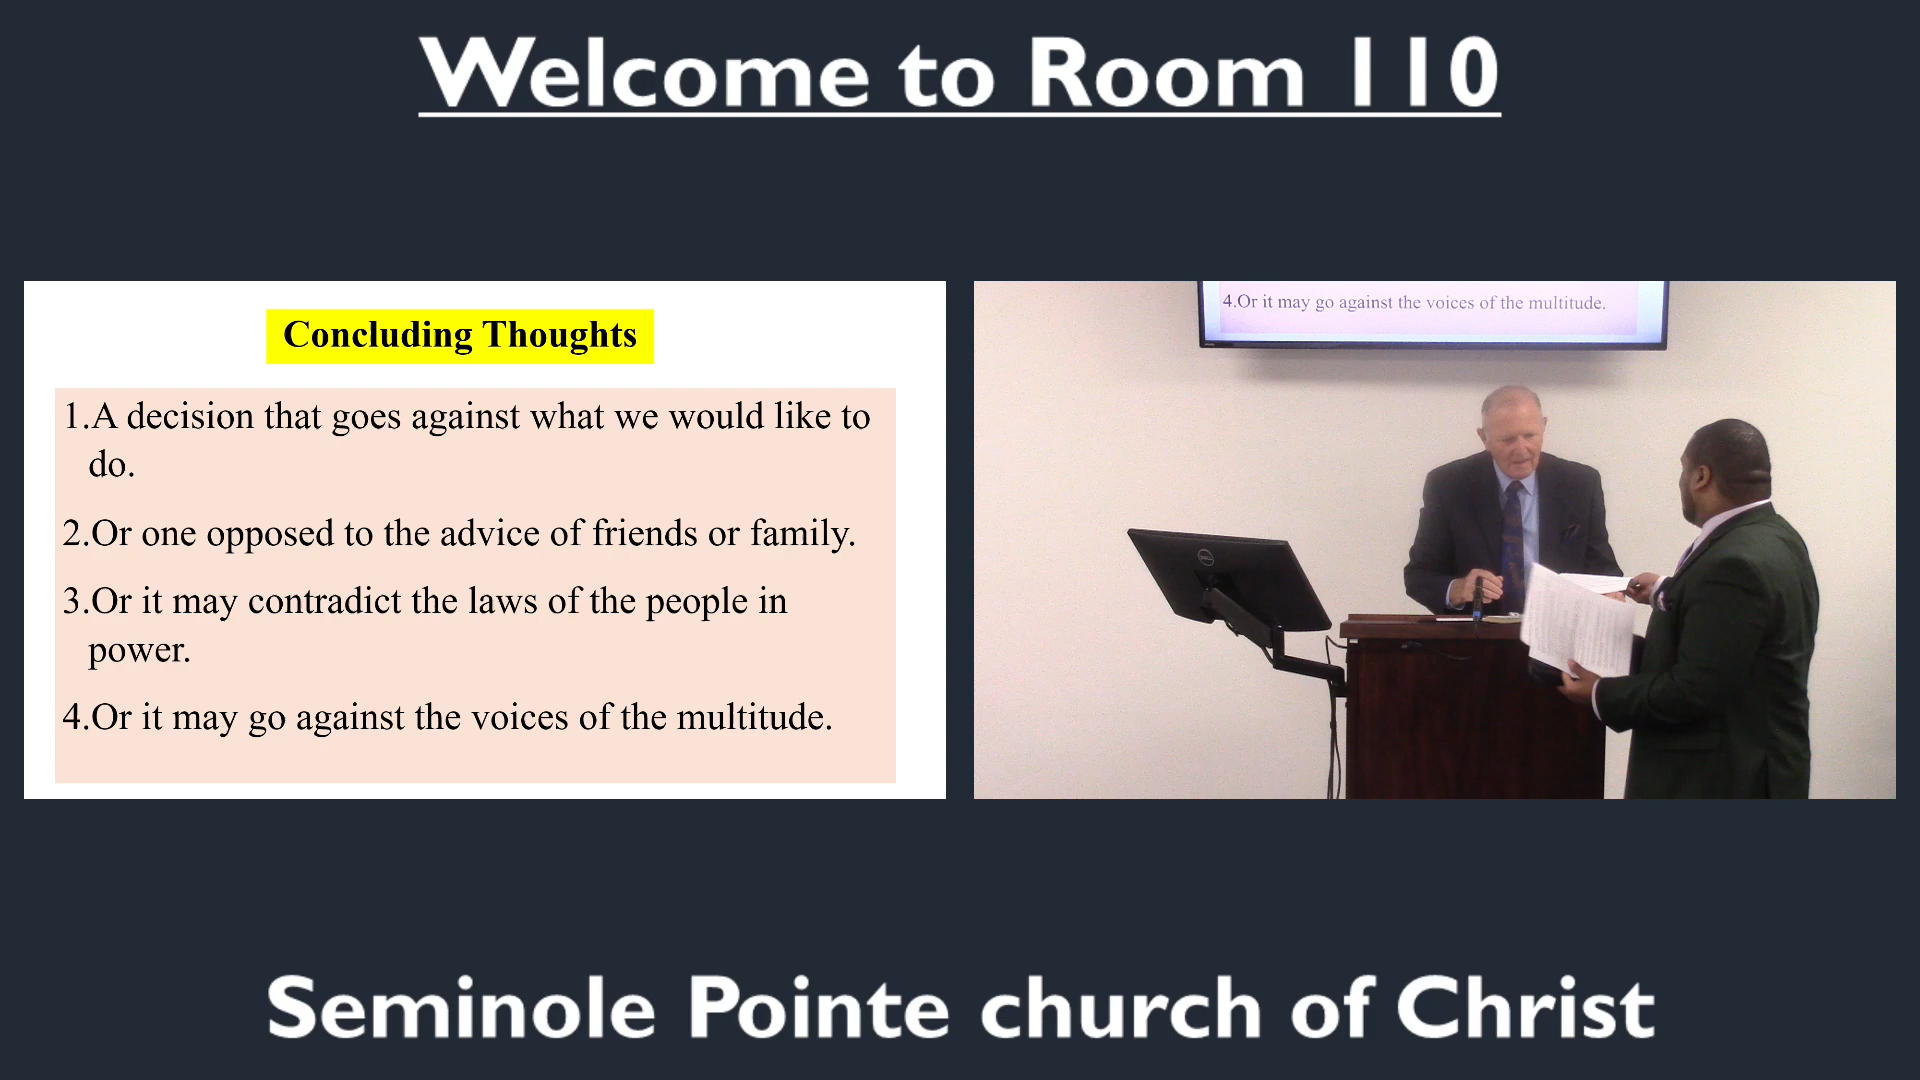 Welcome to Room 110
Concluding Thoughts
1.A decision that goes against what we would like to
do.
2.Or one opposed to the advice of friends or family.
3.Or it may contradict the laws of the people in
power.
4.Or it may go against the voices of the multitude.
4.Or it may go against the voices of the multitude.
DELL
Seminole Pointe church of Christ